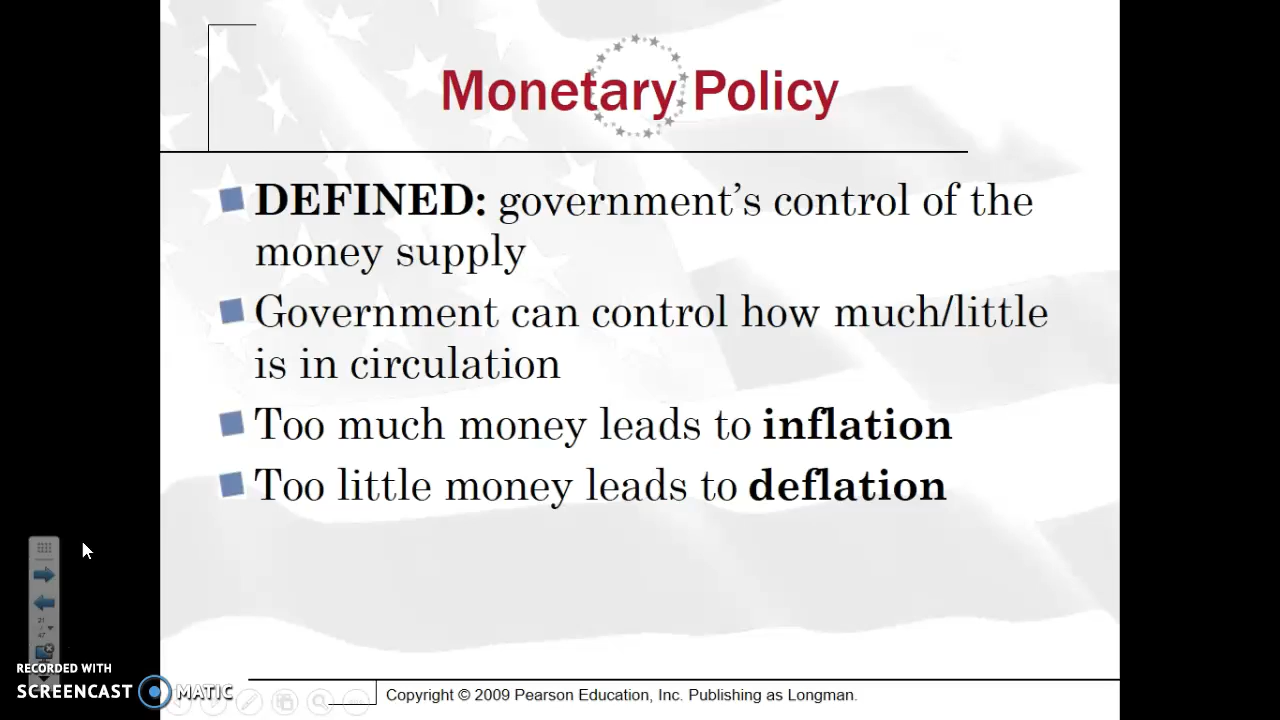 Monetary Policy
DEFINED: government’s control of the
money supply
Government can control how much/little
is in circulation
Too much money leads to inflation
Too little money leads to deflation
21
/
47
RECORDED WITH
SCREENCAST MATIC
Copyright © 2009 Pearson Education, Inc. Publishing as Longman.